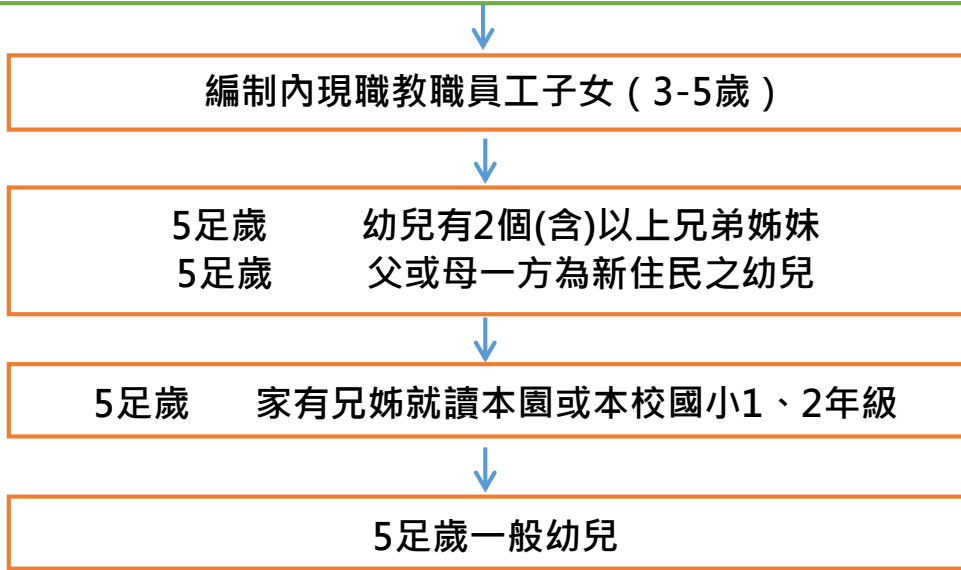 編制內現職教職員工子女（3-5歲）
5足歲 幼兒有2個(含)以上兄弟姊妹
5足歲 父或母一方為新住民之幼兒
5足歲 家有兄姊就讀本園或本校國小1、2年級
5足歲一般幼兒